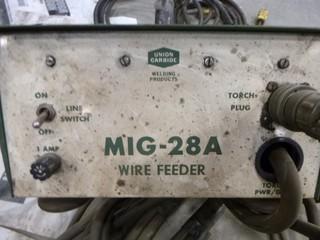 UNION
CARBIDE
WELDING
PRODUCTS
ON
LINE
SWITCH
OFF
1 AMP
TORCH
PLUG
MIG-28A
WIRE FEEDER